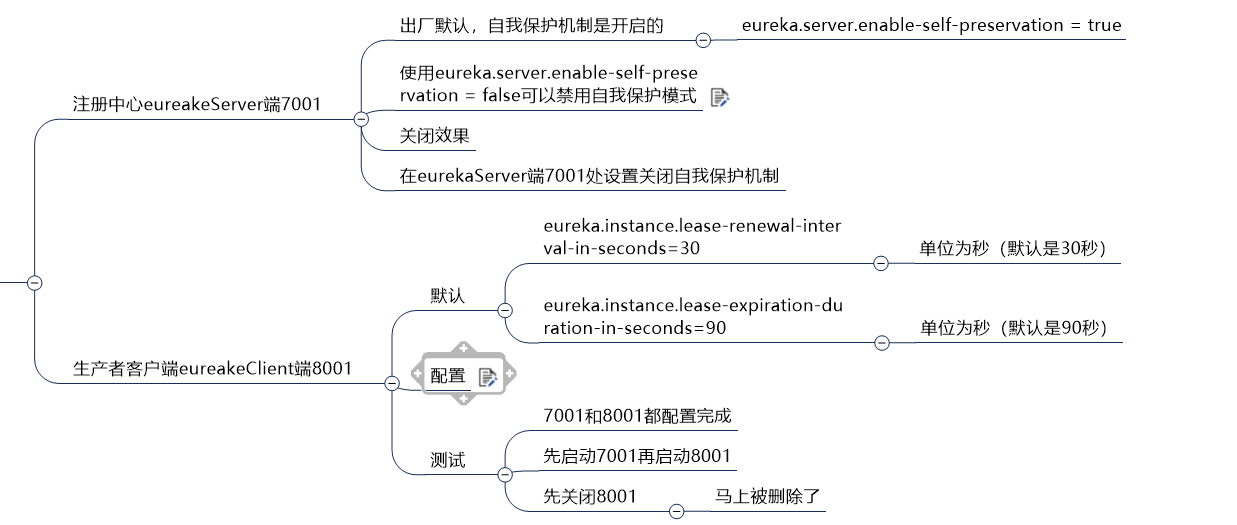 出厂默认，自我保护机制是开启的
eureka.server.enable-self-preservation = true
使用eureka.server.enable-self-prese
rvation = false可以禁用自我保护模式
注册中心eureakeServer端7001
关闭效果
在eurekaServer端7001处设置关闭自我保护机制
eureka.instance.lease-renewal-inter
val-in-seconds=30
单位为秒（默认是30秒）
默认
eureka.instance.lease-expiration-du
ration-in-seconds=90
单位为秒（默认是90秒）
生产者客户端eureakeClient端8001
配置
7001和8001都配置完成
测试
先启动7001再启动8001
先关闭8001
马上被删除了